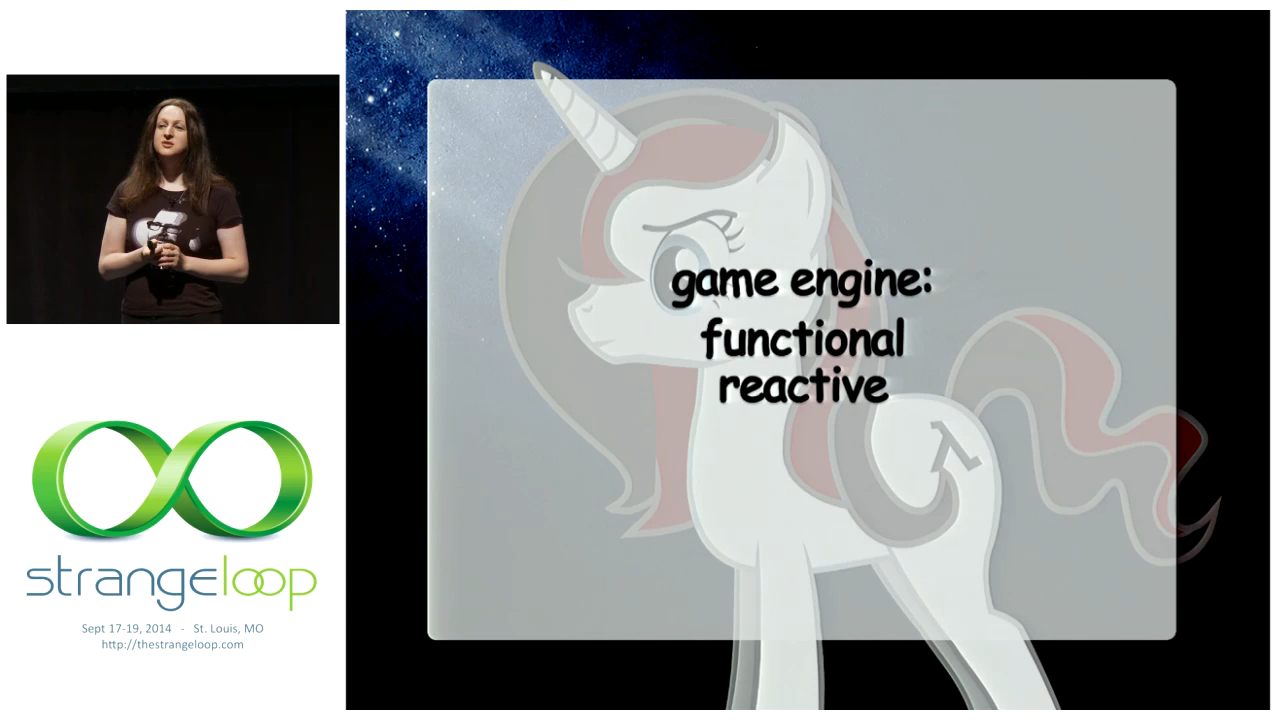 game engine:
functional
reactive
λ
strangeloop
Sept 17-19, 2014 - St. Louis, MO
http://thestrangeloop.com